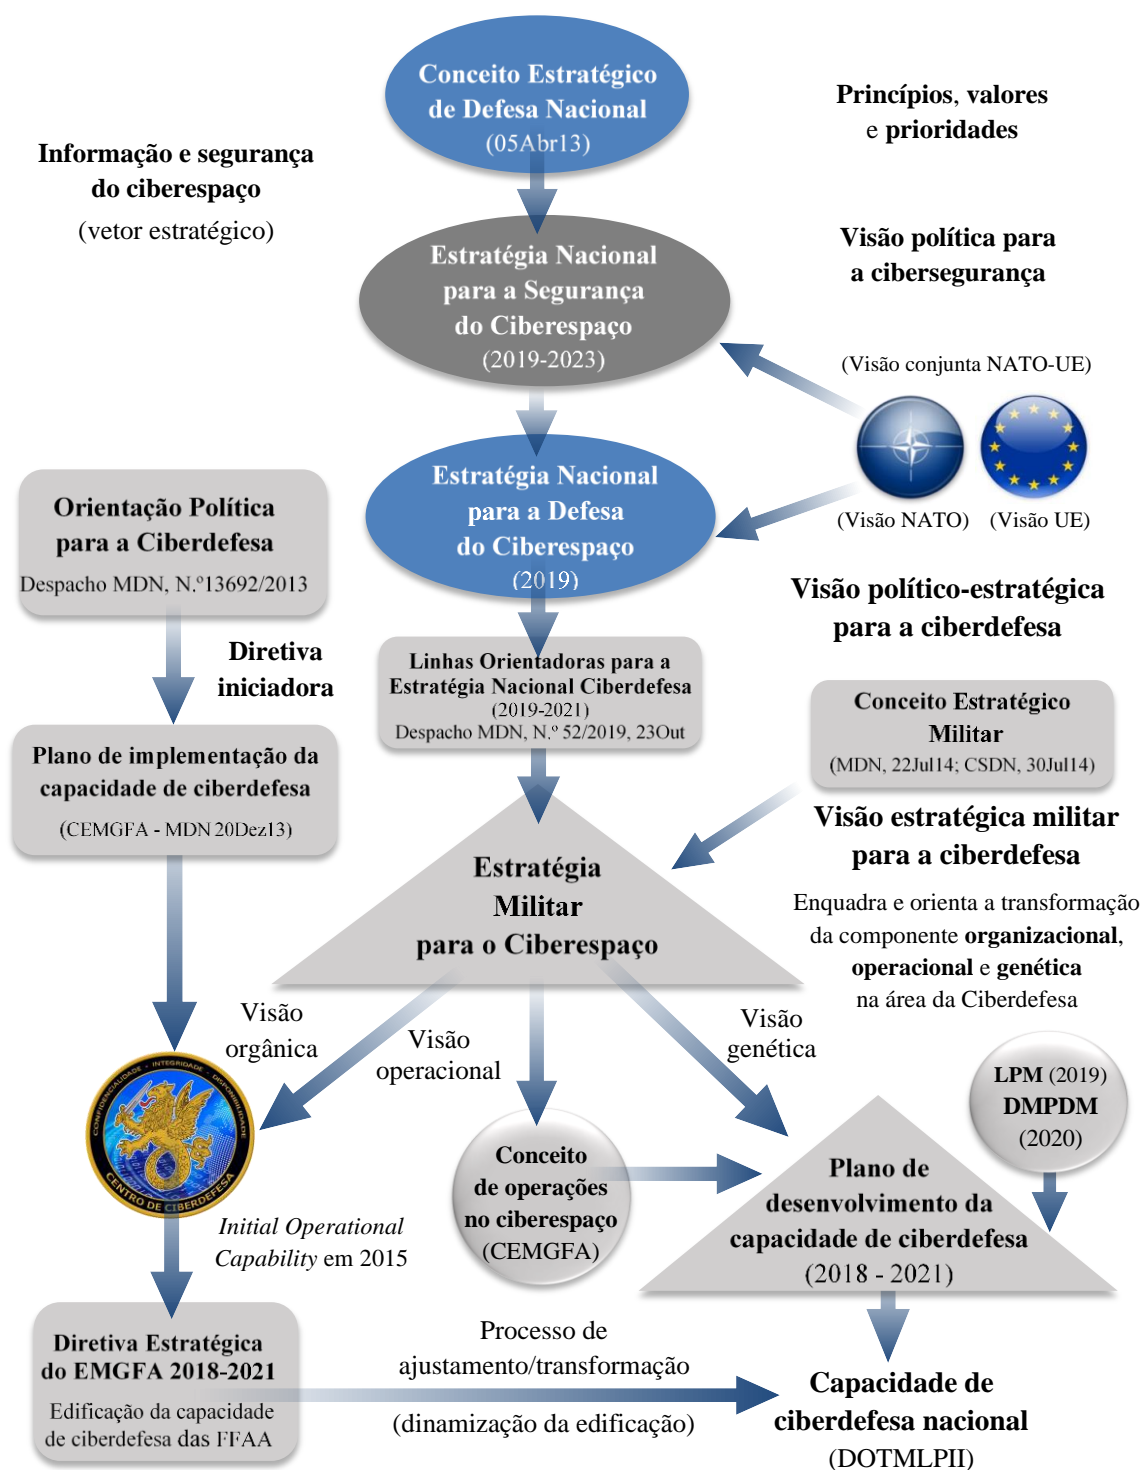 Conceito Estratégico
de Defesa Nacional
(05Abr13)
Princípios, valores
e prioridades
Informação e segurança
do ciberespaço
(vetor estratégico)
Estratégia Nacional
para a Segurança
do Ciberespaço
(2019-2023)
Visão política para
a cibersegurança
(Visão conjunta NATO-UE)
(Visão NATO)
(Visão UE)
Estratégia Nacional
para a Defesa
do Ciberespaço
(2019)
Orientação Política
para a Ciberdefesa
Despacho MDN, N.º13692/2013
Visão político-estratégica
para a ciberdefesa
Diretiva
iniciadora
Linhas Orientadoras para a
Estratégia Nacional Ciberdefesa
(2019-2021)
Despacho MDN, N.º 52/2019, 23Out
Conceito Estratégico
Militar
(MDN, 22Jul14; CSDN, 30Jul14)
Plano de implementação da
capacidade de ciberdefesa
(CEMGFA - MDN 20Dez13)
Visão estratégica militar
para a ciberdefesa
Enquadra e orienta a transformação
da componente organizacional,
operacional e genética
na área da Ciberdefesa
Estratégia
Militar
para o Ciberespaço
Visão
orgânica
Visão
operacional
Visão
genética
CONFIDENCIALIDADE - INTEGRIDADE - DISPONIBILIDADE
CENTRO DE CIBERDEFESA
LPM (2019)
DMPDM
(2020)
Conceito
de operações
no ciberespaço
(CEMGFA)
Plano de
desenvolvimento da
capacidade de ciberdefesa
(2018 - 2021)
Initial Operational
Capability em 2015
Diretiva Estratégica
do EMGFA 2018-2021
Edificação da capacidade
de ciberdefesa das FFAA
Processo de
ajustamento/transformação
(dinamização da edificação)
Capacidade de
ciberdefesa nacional
(DOTMLPII)